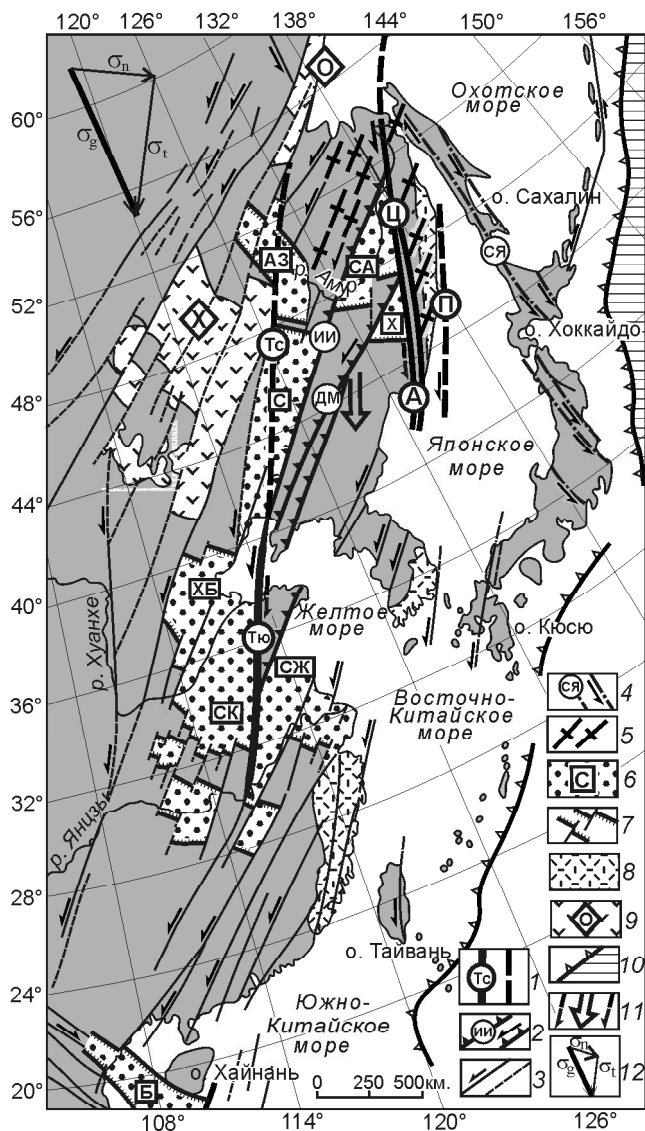 120° 126° 132° 138° 144° 150° 156°
О
σn
σg
σt
Охотское
море
60°
о. Сахалин
Ц
56°
АЗ
СА
СЯ
р. Амур
П
52°
Х
Х
о. Хоккайдо
Тс
ИИ
С
ДМ
А
48°
Японское
море
44°
ХБ
40°
Желтое
море
р. Хуанхе
Тю
о. Кюсю
СЖ
36°
СК
Восточно-
Китайское
море
32°
р. Янцзы
28°
о. Тайвань
24°
Южно-
Китайское
море
о. Хайнань
20°
Б
0 250 500км.
108° 114° 120° 126°
СЯ 4
5
С 6
7
8
О 9
Тс 1
10
ИИ 2
11
3
σn
σg
σt
12